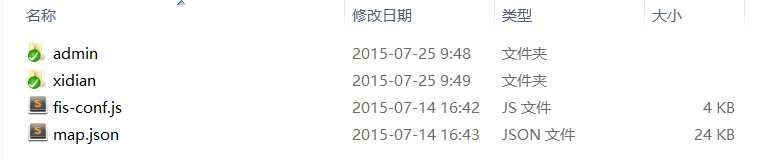 名称 修改日期 类型 大小
admin 2015-07-25 9:48 文件夹
xidian 2015-07-25 9:49 文件夹
fis-conf.js 2015-07-14 16:42 JS 文件 4 KB
map.json 2015-07-14 16:43 JSON 文件 24 KB